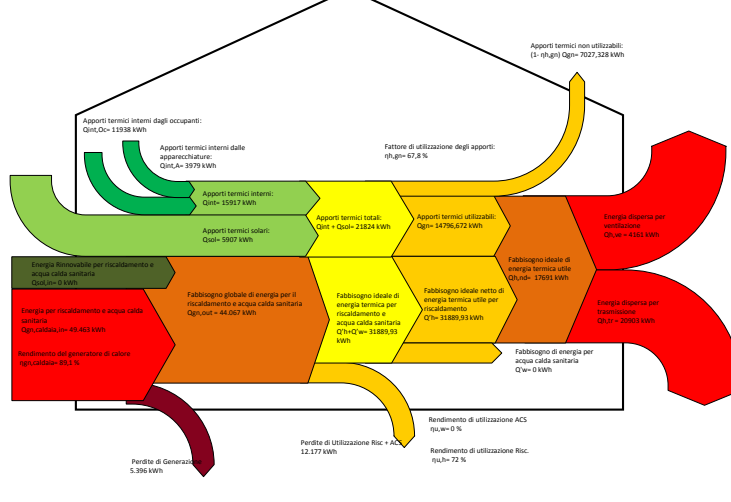 Apporti termici non utilizzabili:
(1- ηh,gn) Qgn= 7027,328 kWh
Apporti termici interni dagli occupanti:
Qint,Oc= 11938 kWh
Apporti termici interni dalle
apparecchiature:
Qint,A= 3979 kWh
Fattore di utilizzazione degli apporti:
ηh,gn= 67,8 %
Apporti termici interni:
Qint= 15917 kWh
Apporti termici solari:
Qsol= 5907 kWh
Apporti termici totali:
Qint + Qsol= 21824 kWh
Apporti termici utilizzabili:
Qgn= 14796,672 kWh
Energia dispersa per
ventilazione
Qh,ve = 4161 kWh
Energia Rinnovabile per riscaldamento e
acqua calda sanitaria
Qsol,in= 0 kWh
Fabbisogno ideale di
energia termica utile
Qh,nd= 17691 kWh
Energia per riscaldamento e acqua calda
sanitaria
Qgn,caldaia,in= 49.463 kWh
Rendimento del generatore di calore
ηgn,caldaia= 89,1 %
Fabbisogno globale di energia per il
riscaldamento e acqua calda sanitaria
Qgn,out = 44.067 kWh
Fabbisogno ideale di
energia termica per
riscaldamento e
acqua calda sanitaria
Q'h+Q'w= 31889,93
kWh
Fabbisogno ideale netto di
energia termica utile per
riscaldamento
Q'h= 31889,93 kWh
Energia dispersa per
trasmissione
Qh,tr = 20903 kWh
Fabbisogno di energia per
acqua calda sanitaria
Q'w= 0 kWh
Perdite di Generazione
5.396 kWh
Perdite di Utilizzazione Risc + ACS
12.177 kWh
Rendimento di utilizzazione ACS
ηu,w= 0 %
Rendimento di utilizzazione Risc.
ηu,h= 72 %